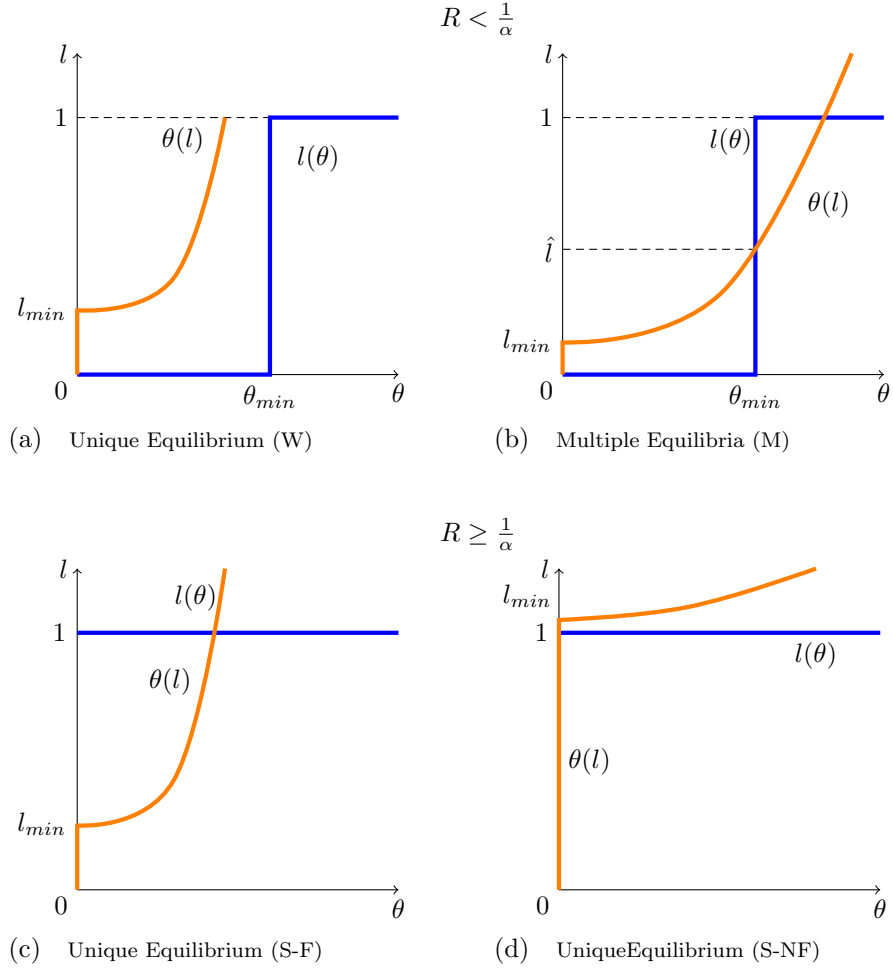 R < 1/α
l
1
θ(l)
l(θ)
l_min
0
θ_min
θ
(a) Unique Equilibrium (W)
l
1
l(θ)
θ(l)
l̂
l_min
0
θ_min
θ
(b) Multiple Equilibria (M)
R ≥ 1/α
l
l(θ)
1
θ(l)
l_min
0
θ
(c) Unique Equilibrium (S-F)
l
l_min
1
l(θ)
θ(l)
0
θ
(d) UniqueEquilibrium (S-NF)